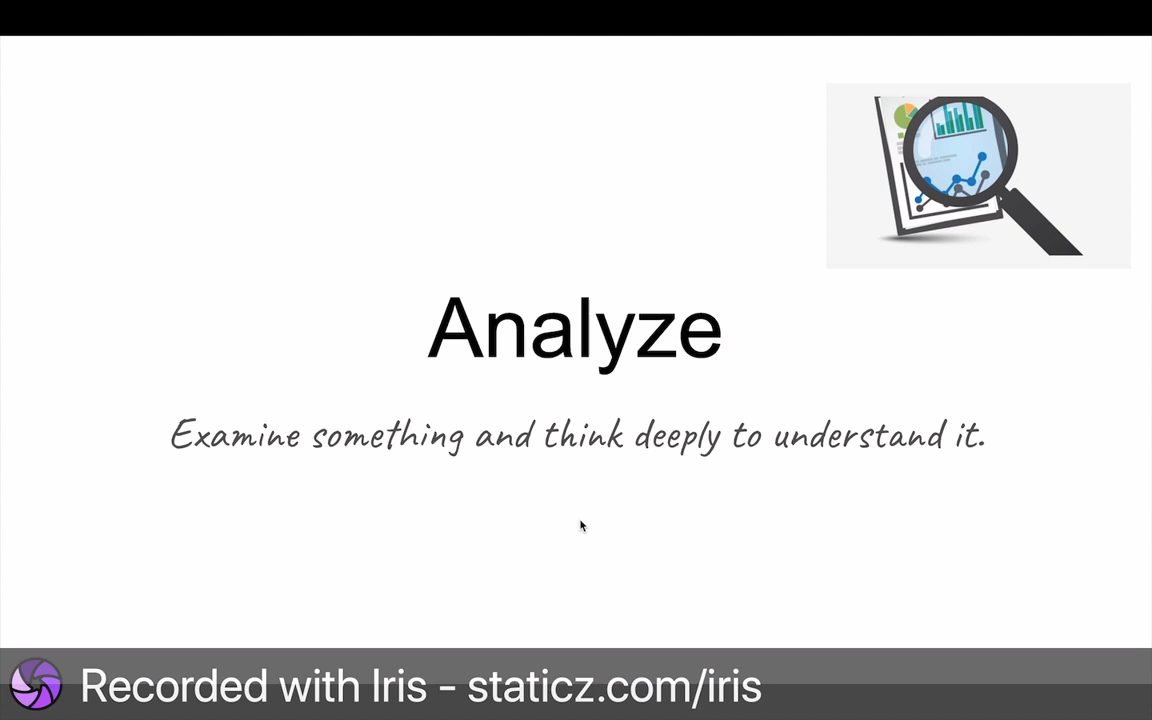 Analyze
Examine something and think deeply to understand it.
Recorded with Iris - staticz.com/iris